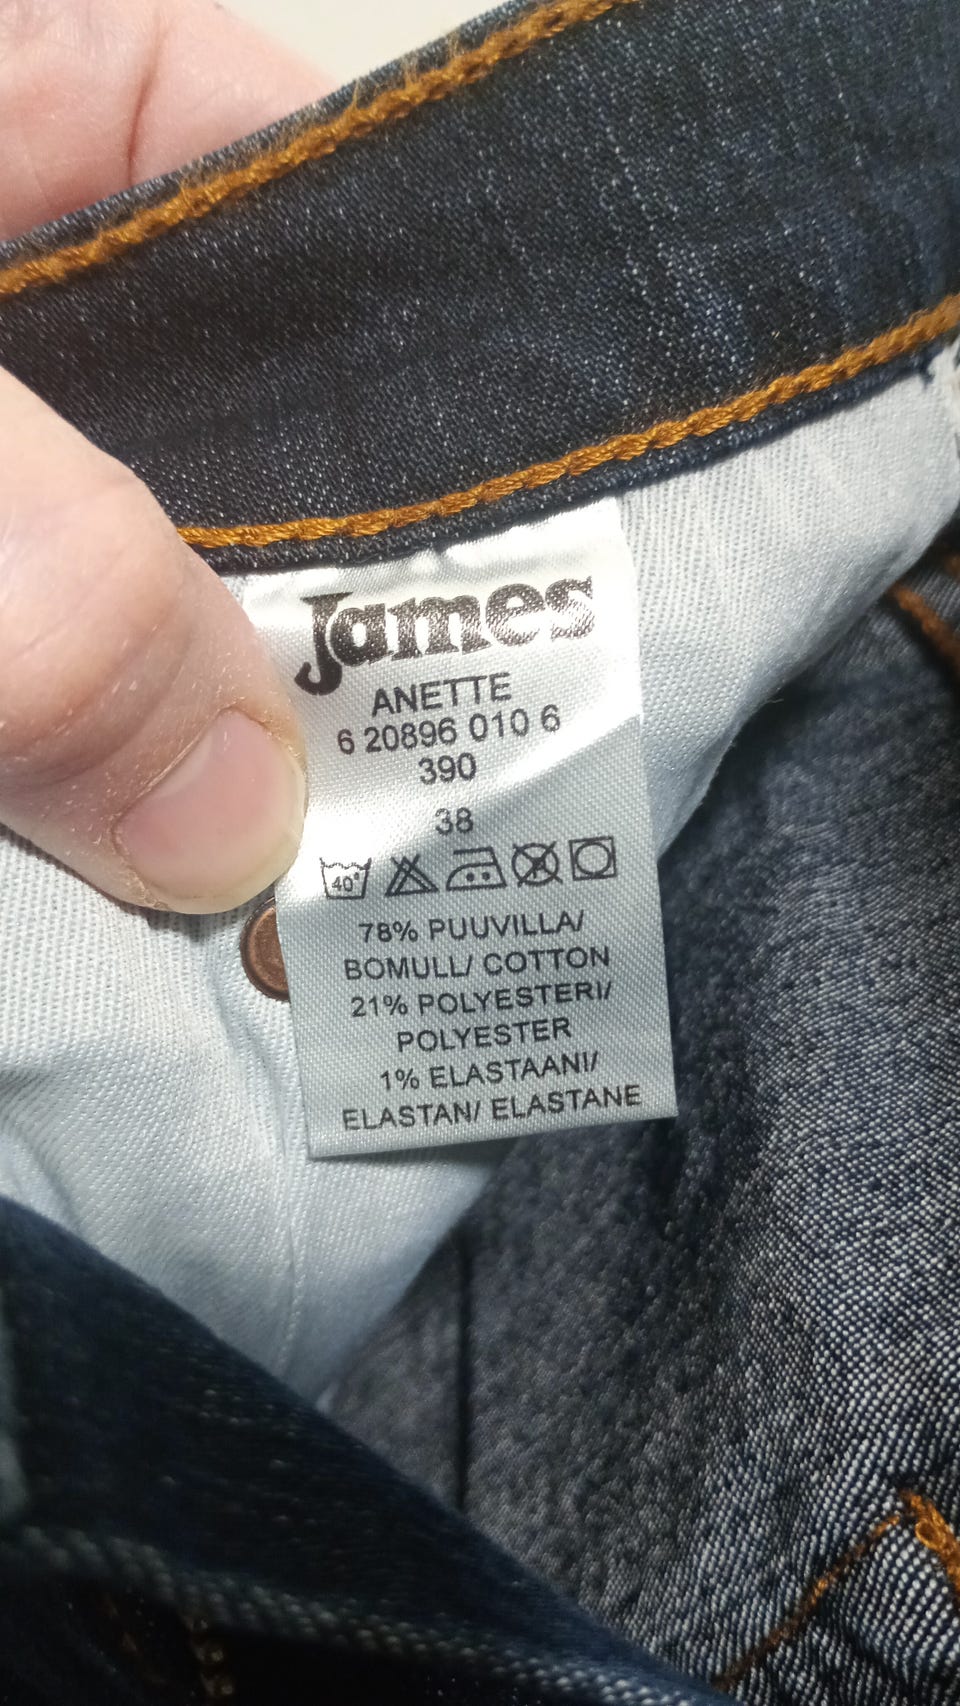 James
ANETTE
6 20896 010 6
390
38
40°
78% PUUVILLA/
BOMULL/ COTTON
21% POLYESTERI/
POLYESTER
1% ELASTAANI/
ELASTAN/ ELASTANE